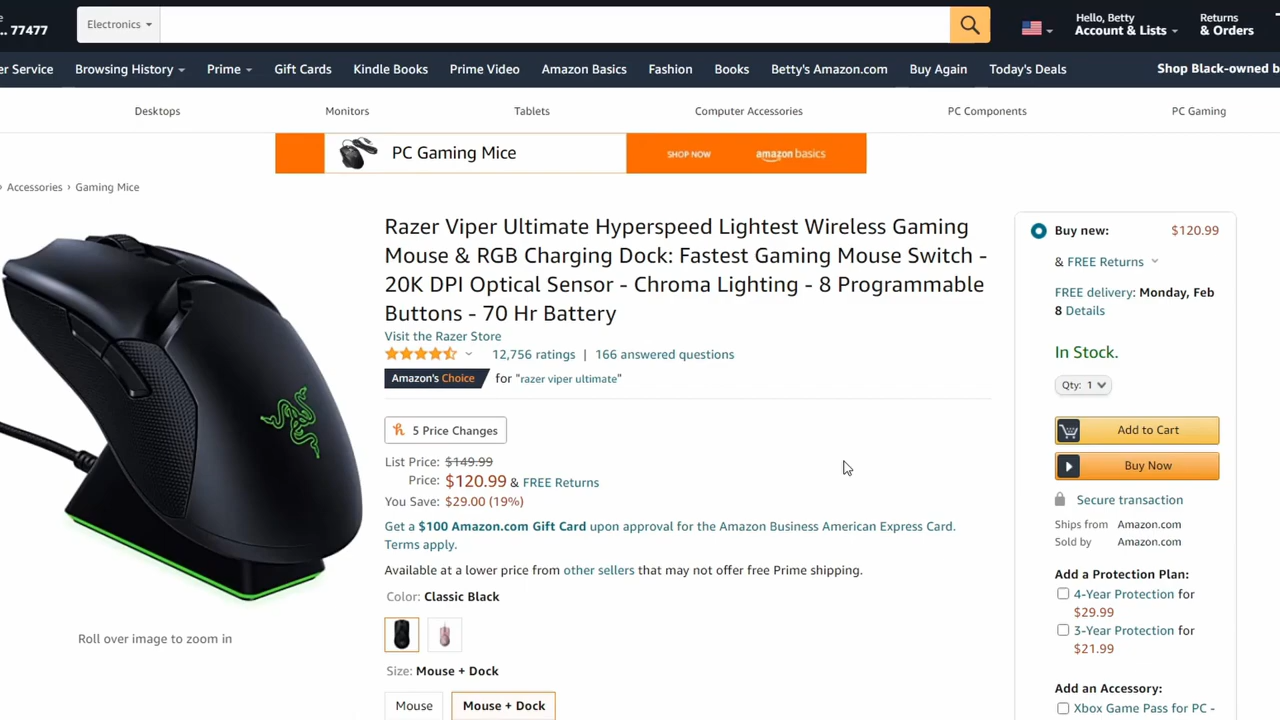 .. 77477
Electronics
Hello, Betty
Account & Lists
Returns
& Orders
er Service
Browsing History
Prime
Gift Cards
Kindle Books
Prime Video
Amazon Basics
Fashion
Books
Betty's Amazon.com
Buy Again
Today's Deals
Shop Black-owned b
Desktops
Monitors
Tablets
Computer Accessories
PC Components
PC Gaming
PC Gaming Mice
SHOP NOW
amazon basics
› Accessories › Gaming Mice
Razer Viper Ultimate Hyperspeed Lightest Wireless Gaming
Mouse & RGB Charging Dock: Fastest Gaming Mouse Switch -
20K DPI Optical Sensor - Chroma Lighting - 8 Programmable
Buttons - 70 Hr Battery
Visit the Razer Store
12,756 ratings | 166 answered questions
Amazon's Choice for "razer viper ultimate"
5 Price Changes
List Price: $149.99
Price: $120.99 & FREE Returns
You Save: $29.00 (19%)
Get a $100 Amazon.com Gift Card upon approval for the Amazon Business American Express Card.
Terms apply.
Available at a lower price from other sellers that may not offer free Prime shipping.
Color: Classic Black
Size: Mouse + Dock
Mouse
Mouse + Dock
Roll over image to zoom in
Buy new: $120.99
& FREE Returns
FREE delivery: Monday, Feb
8 Details
In Stock.
Qty: 1
Add to Cart
Buy Now
Secure transaction
Ships from Amazon.com
Sold by Amazon.com
Add a Protection Plan:
4-Year Protection for
$29.99
3-Year Protection for
$21.99
Add an Accessory:
Xbox Game Pass for PC -